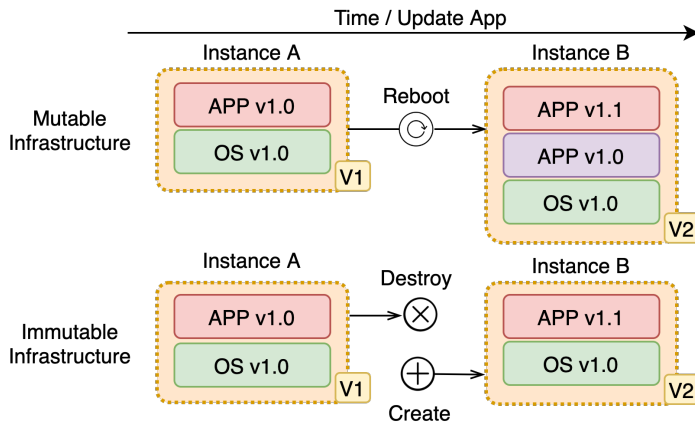 Time / Update App
Instance A
Instance B
Mutable
Infrastructure
APP v1.0
OS v1.0
V1
Reboot
APP v1.1
APP v1.0
OS v1.0
V2
Instance A
Instance B
Immutable
Infrastructure
APP v1.0
OS v1.0
V1
Destroy
Create
APP v1.1
OS v1.0
V2